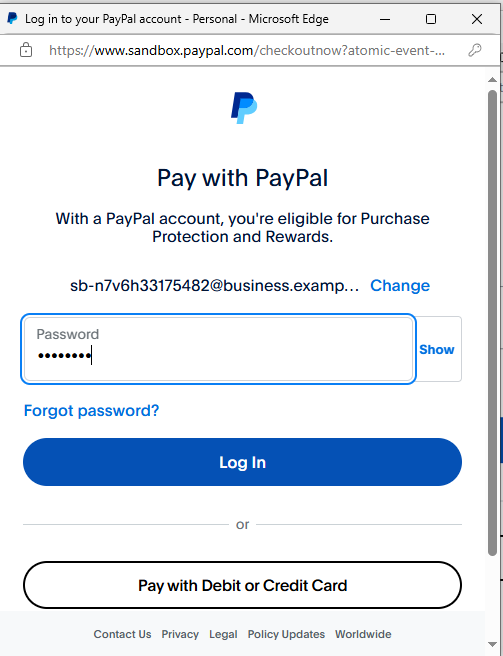 Log in to your PayPal account - Personal - Microsoft Edge
https://www.sandbox.paypal.com/checkoutnow?atomic-event-...
Pay with PayPal
With a PayPal account, you're eligible for Purchase
Protection and Rewards.
sb-n7v6h33175482@business.examp... Change
Password
••••••••
Show
Forgot password?
Log In
or
Pay with Debit or Credit Card
Contact Us Privacy Legal Policy Updates Worldwide